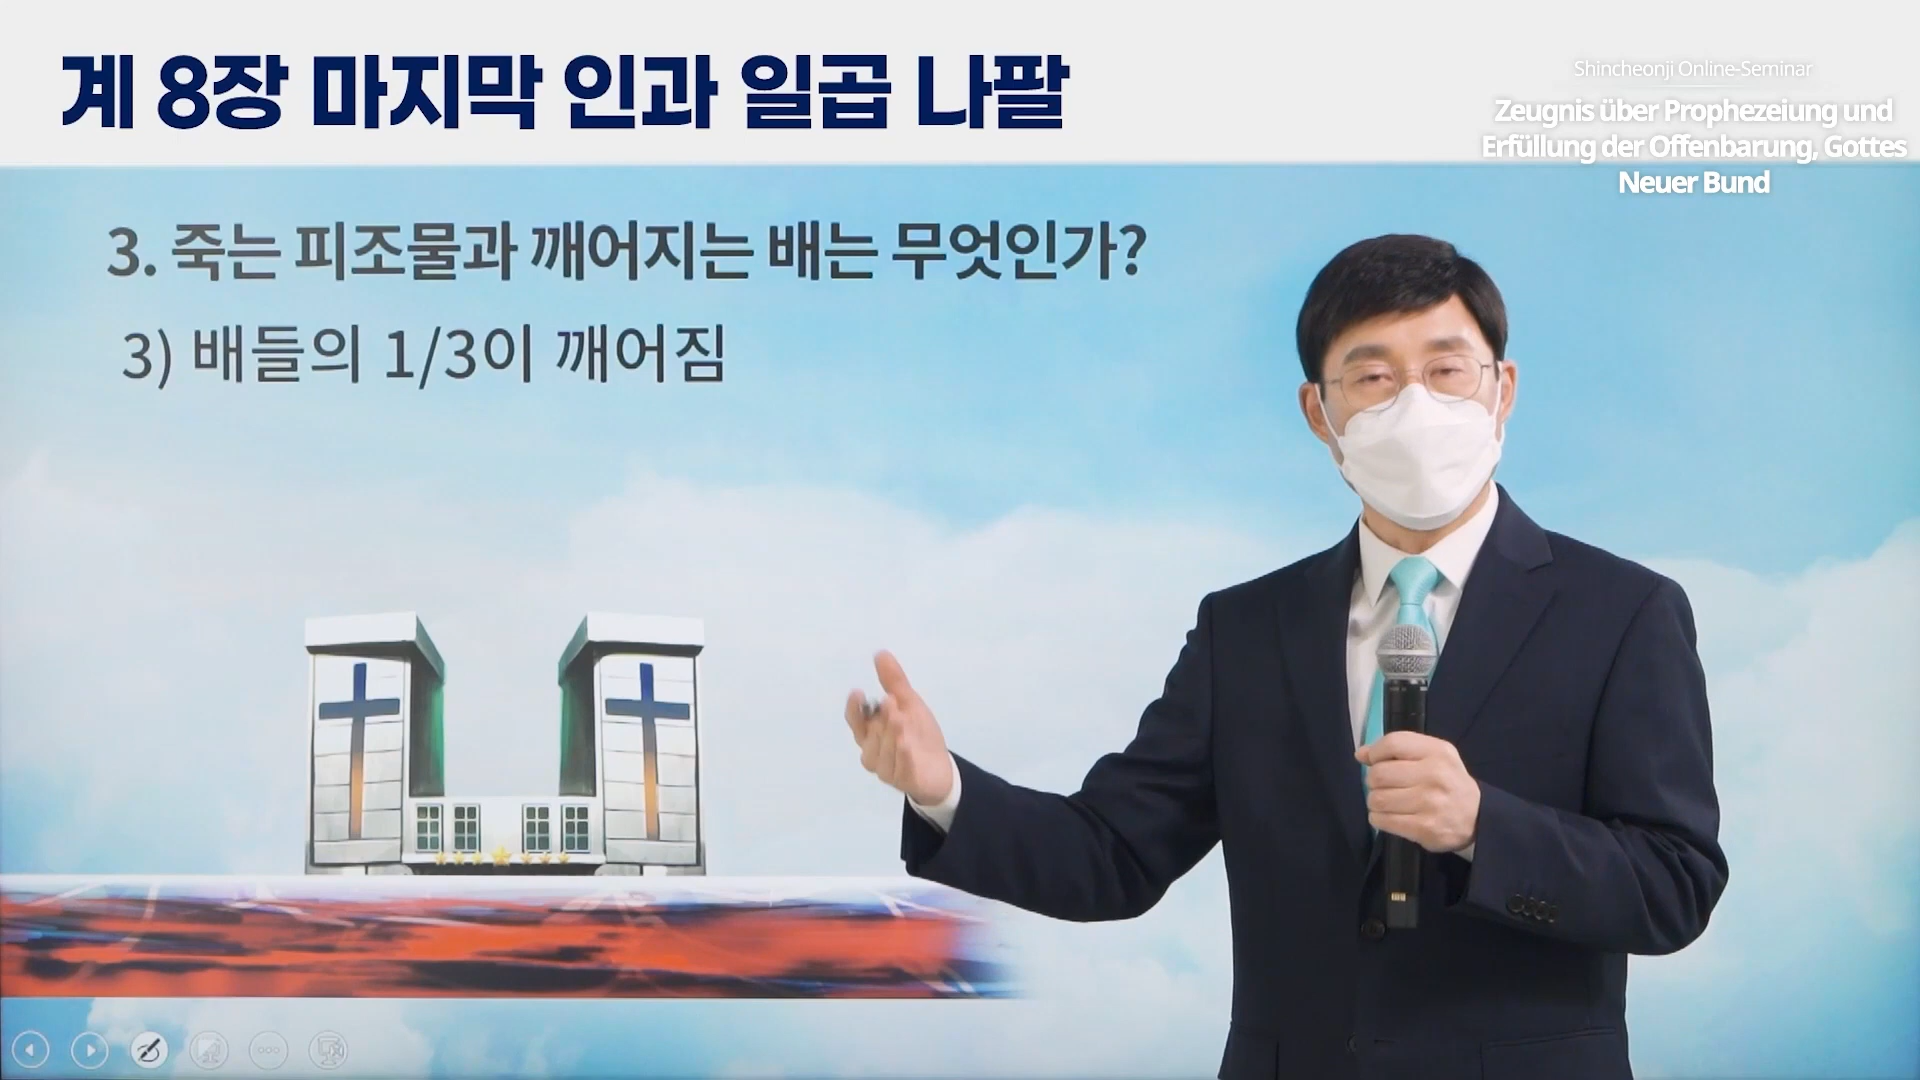 계 8장 마지막 인과 일곱 나팔
Shincheonji Online-Seminar
Zeugnis über Prophezeiung und
Erfüllung der Offenbarung, Gottes
Neuer Bund
3. 죽는 피조물과 깨어지는 배는 무엇인가?
3) 배들의 1/3이 깨어짐